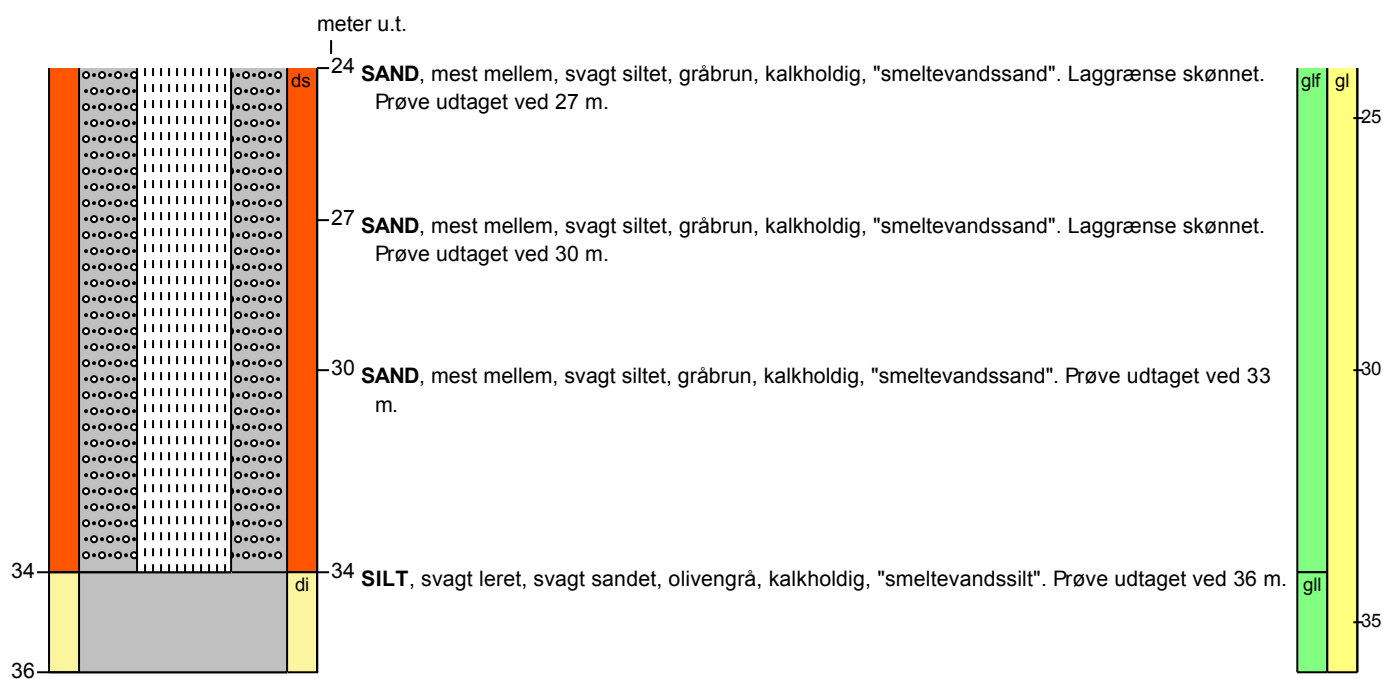 meter u.t.
24 SAND, mest mellem, svagt siltet, gråbrun, kalkholdig, "smeltevandssand". Laggrænse skønnet.
Prøve udtaget ved 27 m.
ds
glf gl
25
27 SAND, mest mellem, svagt siltet, gråbrun, kalkholdig, "smeltevandssand". Laggrænse skønnet.
Prøve udtaget ved 30 m.
30 SAND, mest mellem, svagt siltet, gråbrun, kalkholdig, "smeltevandssand". Prøve udtaget ved 33
m.
30
34
34 SILT, svagt leret, svagt sandet, olivengrå, kalkholdig, "smeltevandssilt". Prøve udtaget ved 36 m.
di
gll
35
36